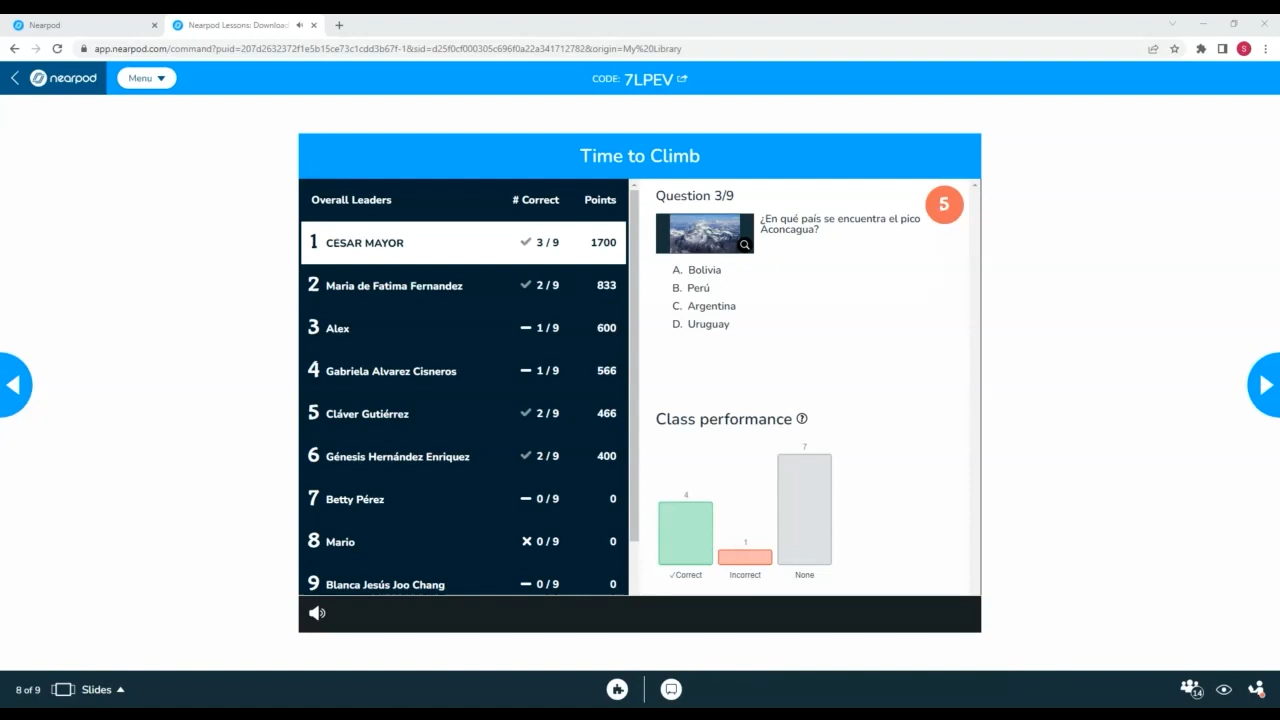 Nearpod
Nearpod Lessons: Downloa
app.nearpod.com/command?puid=207d2632372f1e5b15ce73c1cdd3b67f-1&sid=d25f0cf000305c696f0a22a341712782&origin=My%20Library
S
nearpod
Menu
CODE: 7LPEV
Time to Climb
Overall Leaders # Correct Points
1 CESAR MAYOR 3 / 9 1700
2 Maria de Fatima Fernandez 2 / 9 833
3 Alex 1 / 9 600
4 Gabriela Alvarez Cisneros 1 / 9 566
5 Cláver Gutiérrez 2 / 9 466
6 Génesis Hernández Enriquez 2 / 9 400
7 Betty Pérez 0 / 9 0
8 Mario 0 / 9 0
9 Blanca Jesús Joo Chang 0 / 9 0
Question 3/9
5
¿En qué país se encuentra el pico
Aconcagua?
A. Bolivia
B. Perú
C. Argentina
D. Uruguay
Class performance
4
1
7
✓Correct
Incorrect
None
8 of 9
Slides
14